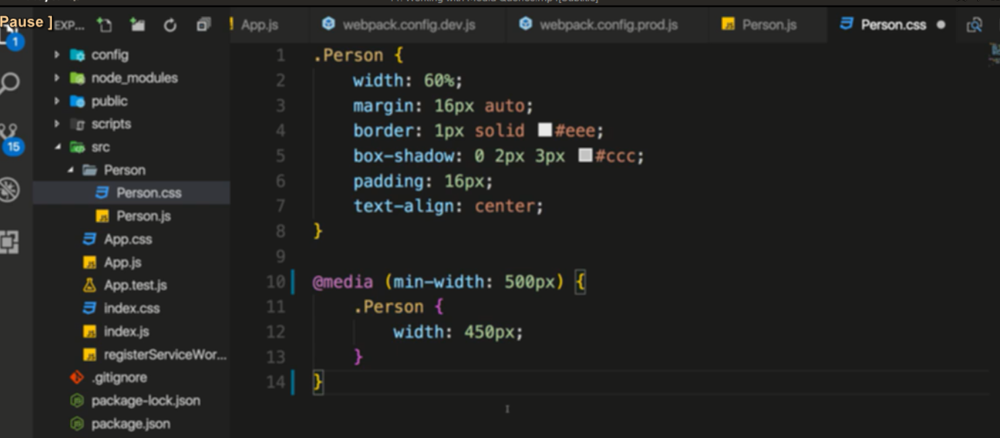 Pause ]
EXP...
App.js
webpack.config.dev.js
webpack.config.prod.js
Person.js
Person.css
1
15
config
node_modules
public
scripts
src
Person
Person.css
Person.js
App.css
App.js
App.test.js
index.css
index.js
registerServiceWor...
.gitignore
package-lock.json
package.json
1 .Person {
2 width: 60%;
3 margin: 16px auto;
4 border: 1px solid #eee;
5 box-shadow: 0 2px 3px #ccc;
6 padding: 16px;
7 text-align: center;
8 }
9
10 @media (min-width: 500px) {
11 .Person {
12 width: 450px;
13 }
14 }